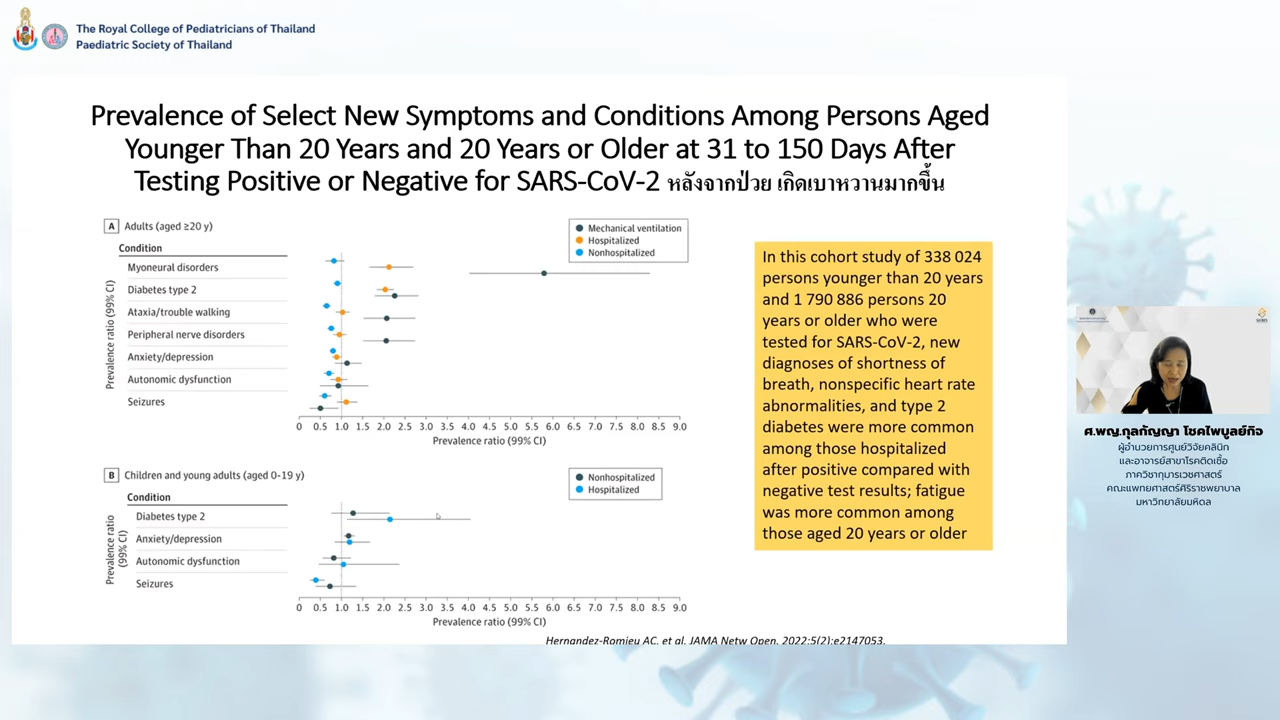 The Royal College of Pediatricians of Thailand
Paediatric Society of Thailand
Prevalence of Select New Symptoms and Conditions Among Persons Aged
Younger Than 20 Years and 20 Years or Older at 31 to 150 Days After
Testing Positive or Negative for SARS-CoV-2 หลังจากป่วย เกิดเบาหวานมากขึ้น
A Adults (aged ≥20 y)
Condition
Prevalence ratio (99% CI)
Myoneural disorders
Diabetes type 2
Ataxia/trouble walking
Peripheral nerve disorders
Anxiety/depression
Autonomic dysfunction
Seizures
Mechanical ventilation
Hospitalized
Nonhospitalized
0 0.5 1.0 1.5 2.0 2.5 3.0 3.5 4.0 4.5 5.0 5.5 6.0 6.5 7.0 7.5 8.0 8.5 9.0
Prevalence ratio (99% CI)
B Children and young adults (aged 0-19 y)
Condition
Prevalence ratio
(99% CI)
Diabetes type 2
Anxiety/depression
Autonomic dysfunction
Seizures
Nonhospitalized
Hospitalized
0 0.5 1.0 1.5 2.0 2.5 3.0 3.5 4.0 4.5 5.0 5.5 6.0 6.5 7.0 7.5 8.0 8.5 9.0
Prevalence ratio (99% CI)
In this cohort study of 338 024
persons younger than 20 years
and 1 790 886 persons 20
years or older who were
tested for SARS-CoV-2, new
diagnoses of shortness of
breath, nonspecific heart rate
abnormalities, and type 2
diabetes were more common
among those hospitalized
after positive compared with
negative test results; fatigue
was more common among
those aged 20 years or older
Hernandez-Romieu AC, et al. JAMA Netw Open. 2022;5(2):e2147053.
ศ.พญ.กุลกัญญา โชคไพบูลย์กิจ
ผู้อำนวยการศูนย์วิจัยคลินิก
และอาจารย์สาขาโรคติดเชื้อ
ภาควิชากุมารเวชศาสตร์
คณะแพทยศาสตร์ศิริราชพยาบาล
มหาวิทยาลัยมหิดล